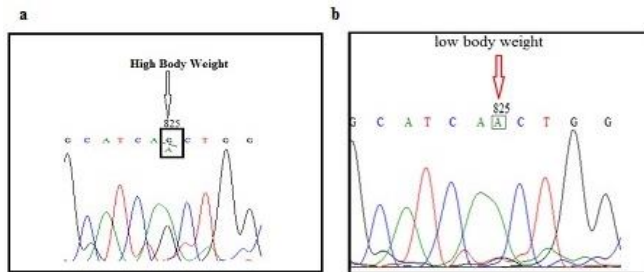 a
High Body Weight
825
G C A T C A G C T G G
A
b
low body weight
825
G C A T C A A C T G G